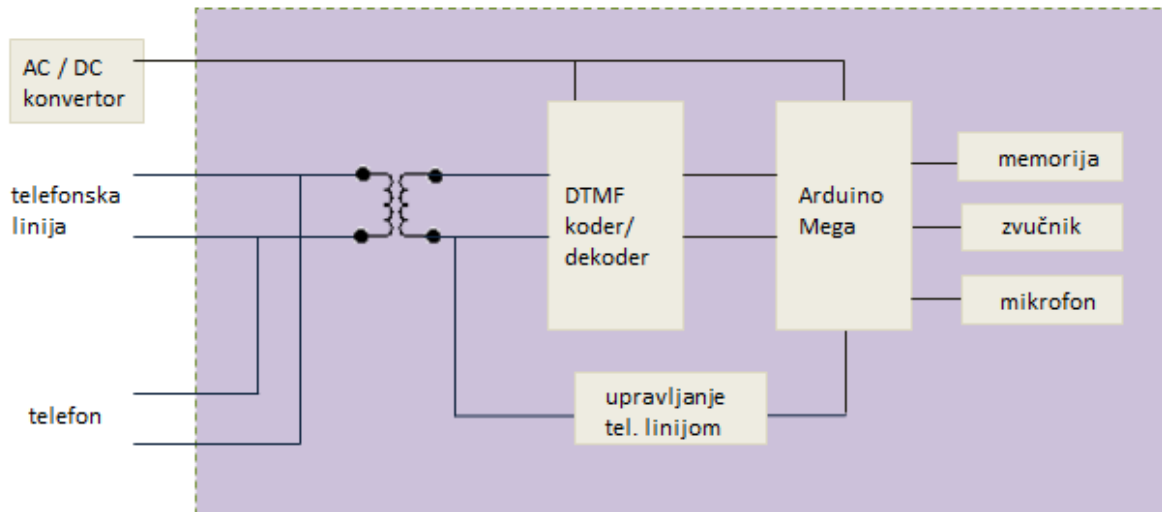 AC / DC
konvertor
telefonska
linija
telefon
DTMF
koder/
dekoder
Arduino
Mega
memorija
zvučnik
mikrofon
upravljanje
tel. linijom